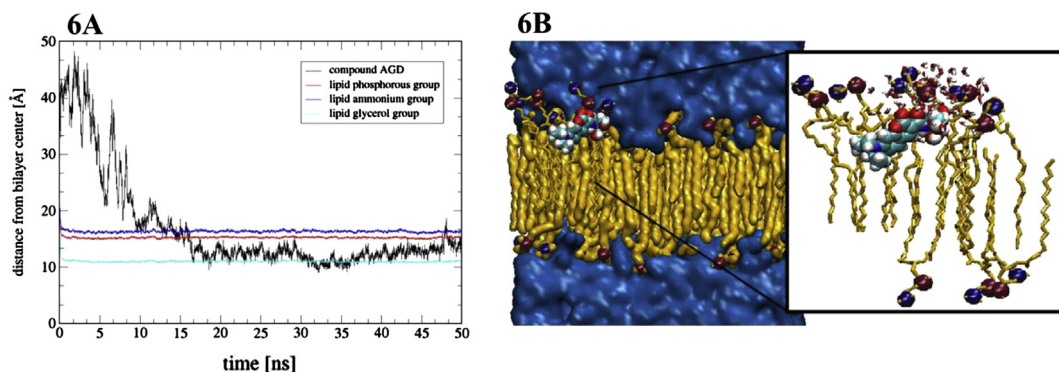 6A
6B
50
40
30
20
10
0
distance from bilayer center [Å]
compound AGD
lipid phosphorous group
lipid ammonium group
lipid glycerol group
0 5 10 15 20 25 30 35 40 45 50
time [ns]